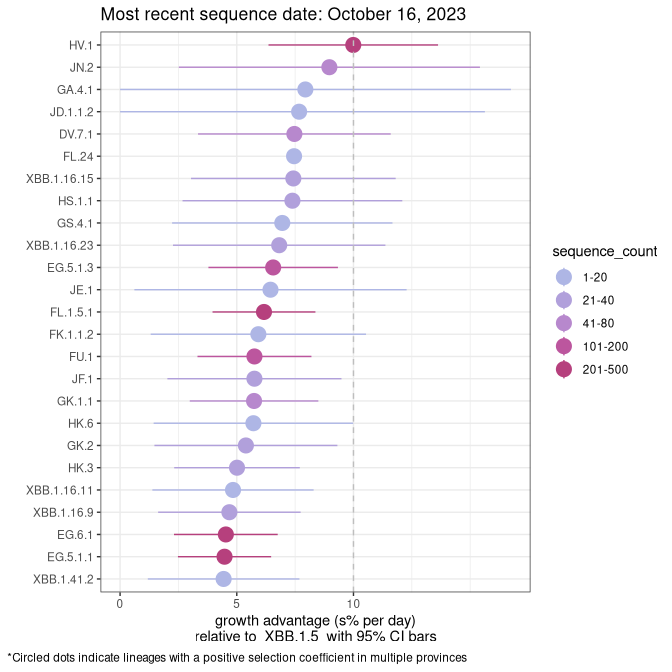 Most recent sequence date: October 16, 2023
HV.1
JN.2
GA.4.1
JD.1.1.2
DV.7.1
FL.24
XBB.1.16.15
HS.1.1
GS.4.1
XBB.1.16.23
EG.5.1.3
JE.1
FL.1.5.1
FK.1.1.2
FU.1
JF.1
GK.1.1
HK.6
GK.2
HK.3
XBB.1.16.11
XBB.1.16.9
EG.6.1
EG.5.1.1
XBB.1.41.2
0 5 10
growth advantage (s% per day)
relative to XBB.1.5 with 95% CI bars
sequence_count
1-20
21-40
41-80
101-200
201-500
*Circled dots indicate lineages with a positive selection coefficient in multiple provinces